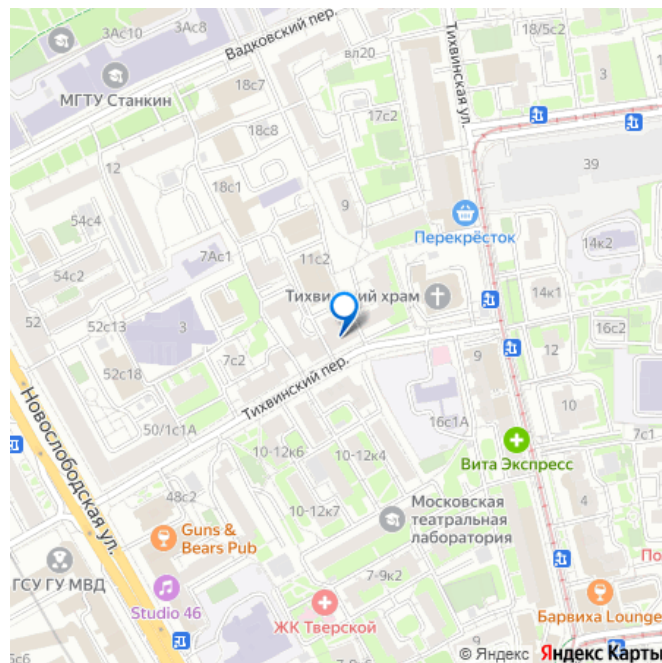 3Ас10
3Ас8
Вадковский пер.
вл20
Тихвинская ул.
18/5с2
3
МГТУ Станкин
18с7
17с2
18с8
39
12
18с1
9
Перекрёсток
54с4
7Ас1
11с2
14к2
54с2
Тихвинский храм
14к1
52
52с13
3
16с2
7с2
52с18
9
12
Тихвинский пер.
Новослободская ул.
50/1с1А
16с1А
10
10-12к6
10-12к4
7с1
Вита Экспресс
48с2
10-12к7
4
Guns &
Bears Pub
Московская
театральная
лаборатория
По
ГСУ ГУ МВД
7-9к2
Studio 46
ЖК Тверской
Барвиха Lounge
5с6
© Яндекс Яндекс Карты